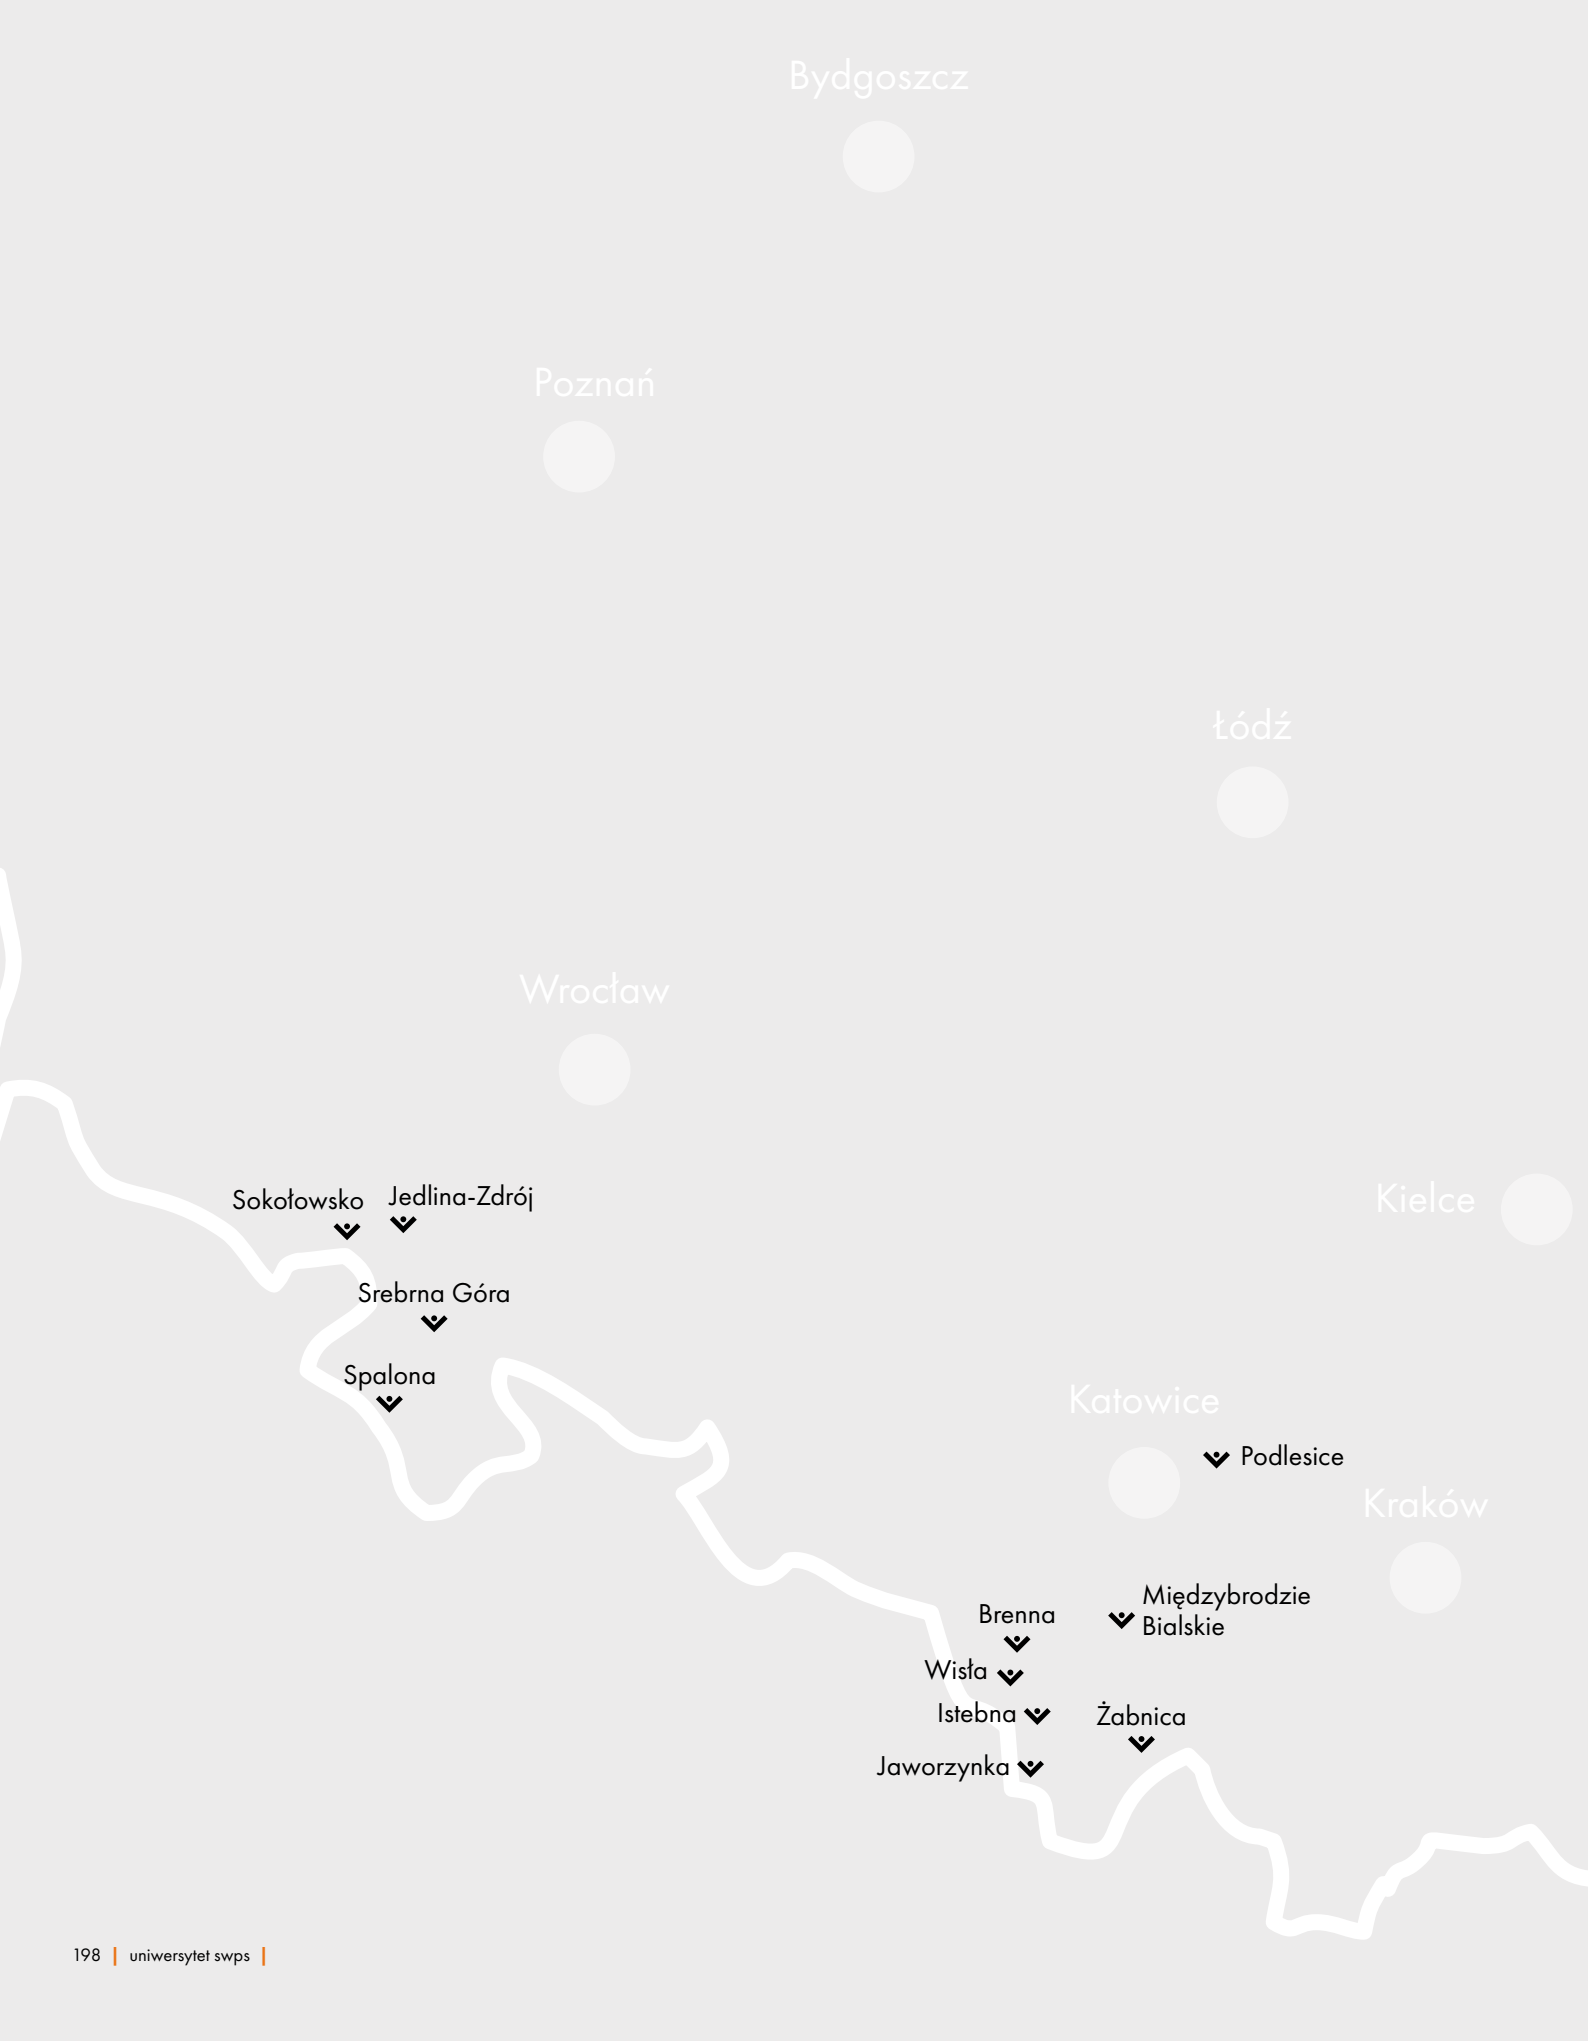 Bydgoszcz
Poznań
Łódź
Wrocław
Sokołowsko
Jedlina-Zdrój
Kielce
Srebrna Góra
Spalona
Katowice
Podlesice
Kraków
Międzybrodzie
Bialskie
Brenna
Wisła
Istebna
Żabnica
Jaworzynka
198 | uniwersytet swps |